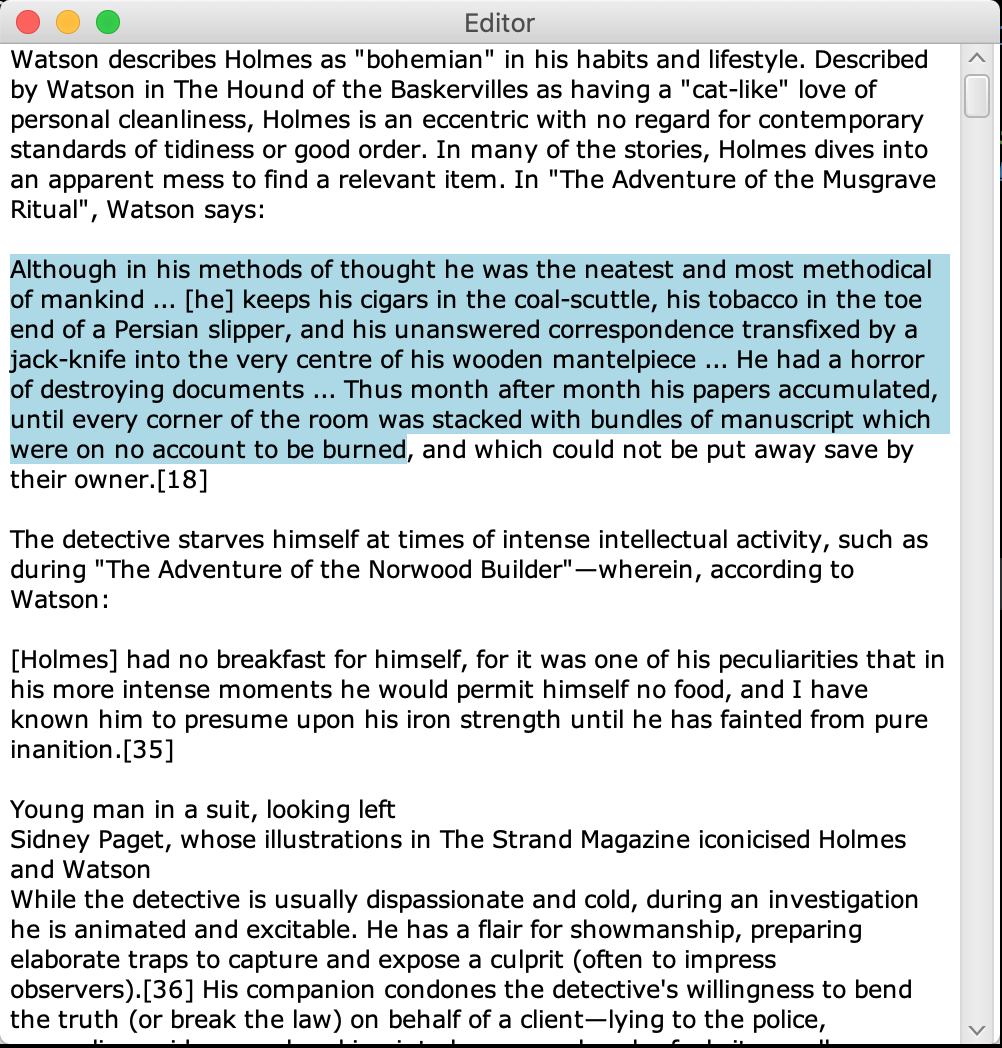 Editor
Watson describes Holmes as "bohemian" in his habits and lifestyle. Described
by Watson in The Hound of the Baskervilles as having a "cat-like" love of
personal cleanliness, Holmes is an eccentric with no regard for contemporary
standards of tidiness or good order. In many of the stories, Holmes dives into
an apparent mess to find a relevant item. In "The Adventure of the Musgrave
Ritual", Watson says:
Although in his methods of thought he was the neatest and most methodical
of mankind ... [he] keeps his cigars in the coal-scuttle, his tobacco in the toe
end of a Persian slipper, and his unanswered correspondence transfixed by a
jack-knife into the very centre of his wooden mantelpiece ... He had a horror
of destroying documents ... Thus month after month his papers accumulated,
until every corner of the room was stacked with bundles of manuscript which
were on no account to be burned, and which could not be put away save by
their owner.[18]
The detective starves himself at times of intense intellectual activity, such as
during "The Adventure of the Norwood Builder"—wherein, according to
Watson:
[Holmes] had no breakfast for himself, for it was one of his peculiarities that in
his more intense moments he would permit himself no food, and I have
known him to presume upon his iron strength until he has fainted from pure
inanition.[35]
Young man in a suit, looking left
Sidney Paget, whose illustrations in The Strand Magazine iconicised Holmes
and Watson
While the detective is usually dispassionate and cold, during an investigation
he is animated and excitable. He has a flair for showmanship, preparing
elaborate traps to capture and expose a culprit (often to impress
observers).[36] His companion condones the detective's willingness to bend
the truth (or break the law) on behalf of a client—lying to the police,